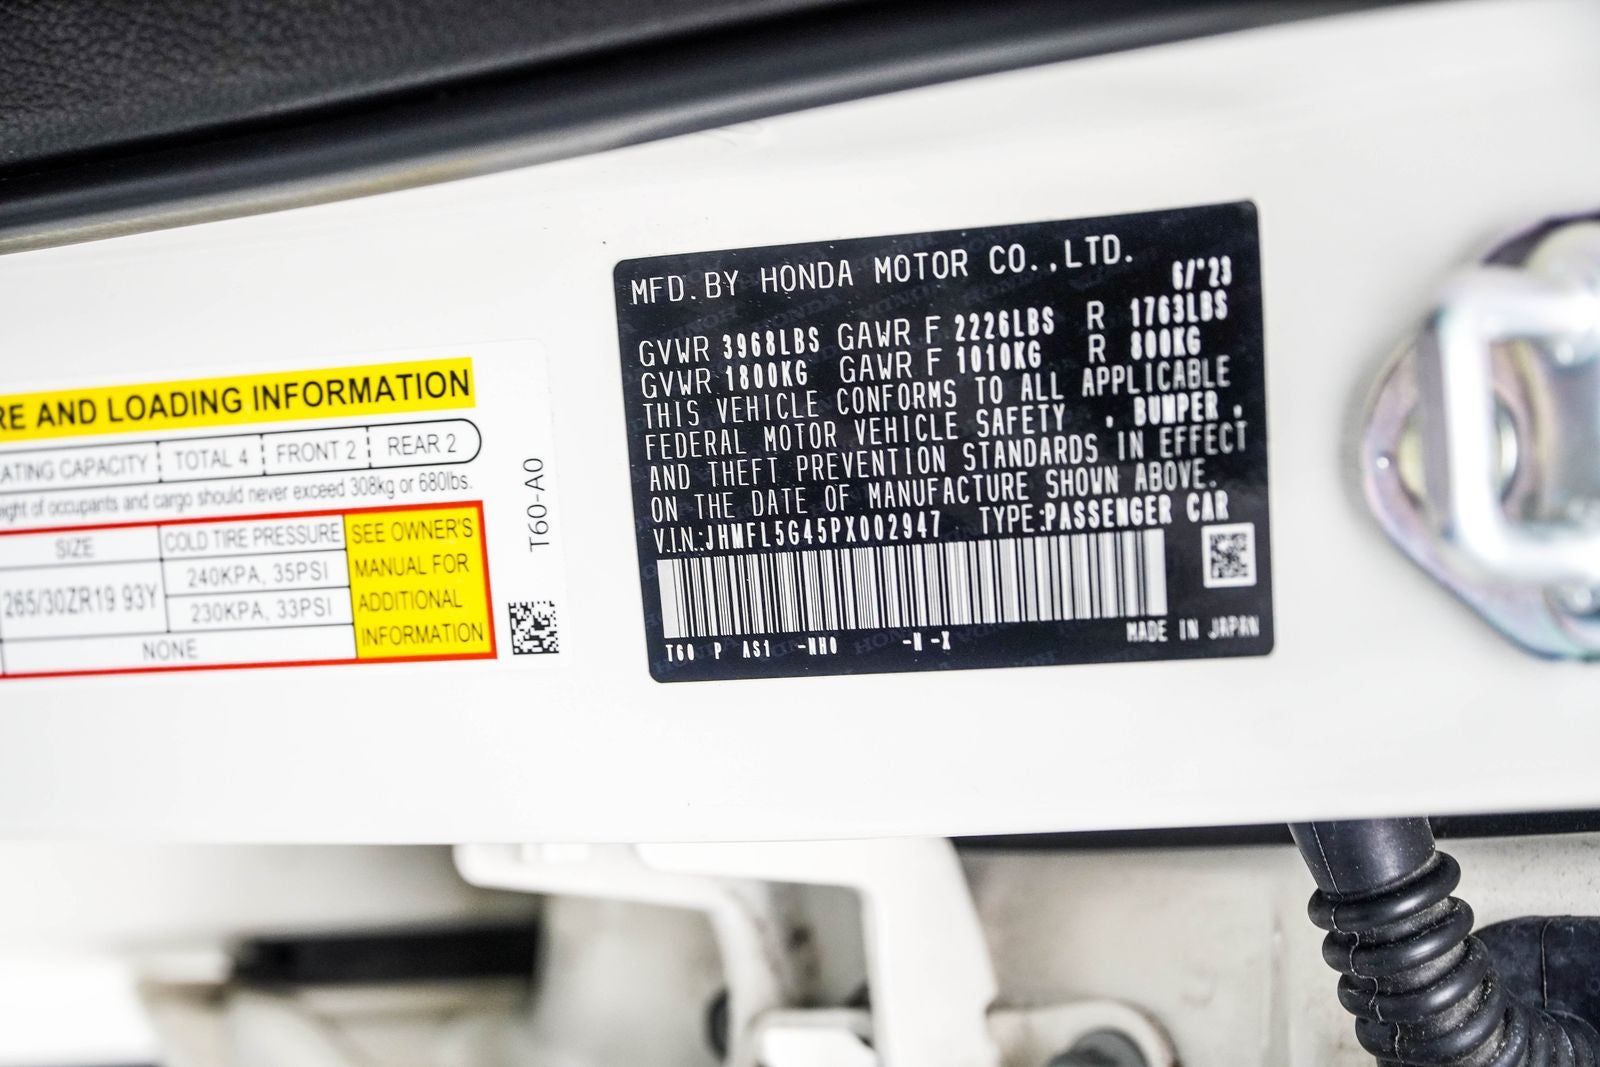 RE AND LOADING INFORMATION
ATING CAPACITY TOTAL 4 FRONT 2 REAR 2
ight of occupants and cargo should never exceed 308kg or 680lbs.
SIZE COLD TIRE PRESSURE SEE OWNER'S
MANUAL FOR
ADDITIONAL
INFORMATION
265/30ZR19 93Y 240KPA, 35PSI
230KPA, 33PSI
NONE
T60-A0
MFD. BY HONDA MOTOR CO.,LTD.
6/'23
GVWR 3968LBS GAWR F 2226LBS R 1763LBS
GVWR 1800KG GAWR F 1010KG R 800KG
THIS VEHICLE CONFORMS TO ALL APPLICABLE
FEDERAL MOTOR VEHICLE SAFETY , BUMPER ,
AND THEFT PREVENTION STANDARDS IN EFFECT
ON THE DATE OF MANUFACTURE SHOWN ABOVE.
V.I.N.:JHMFL5G45PX002947 TYPE:PASSENGER CAR
MADE IN JAPAN
T60 P AS1 -NH0 -N -X